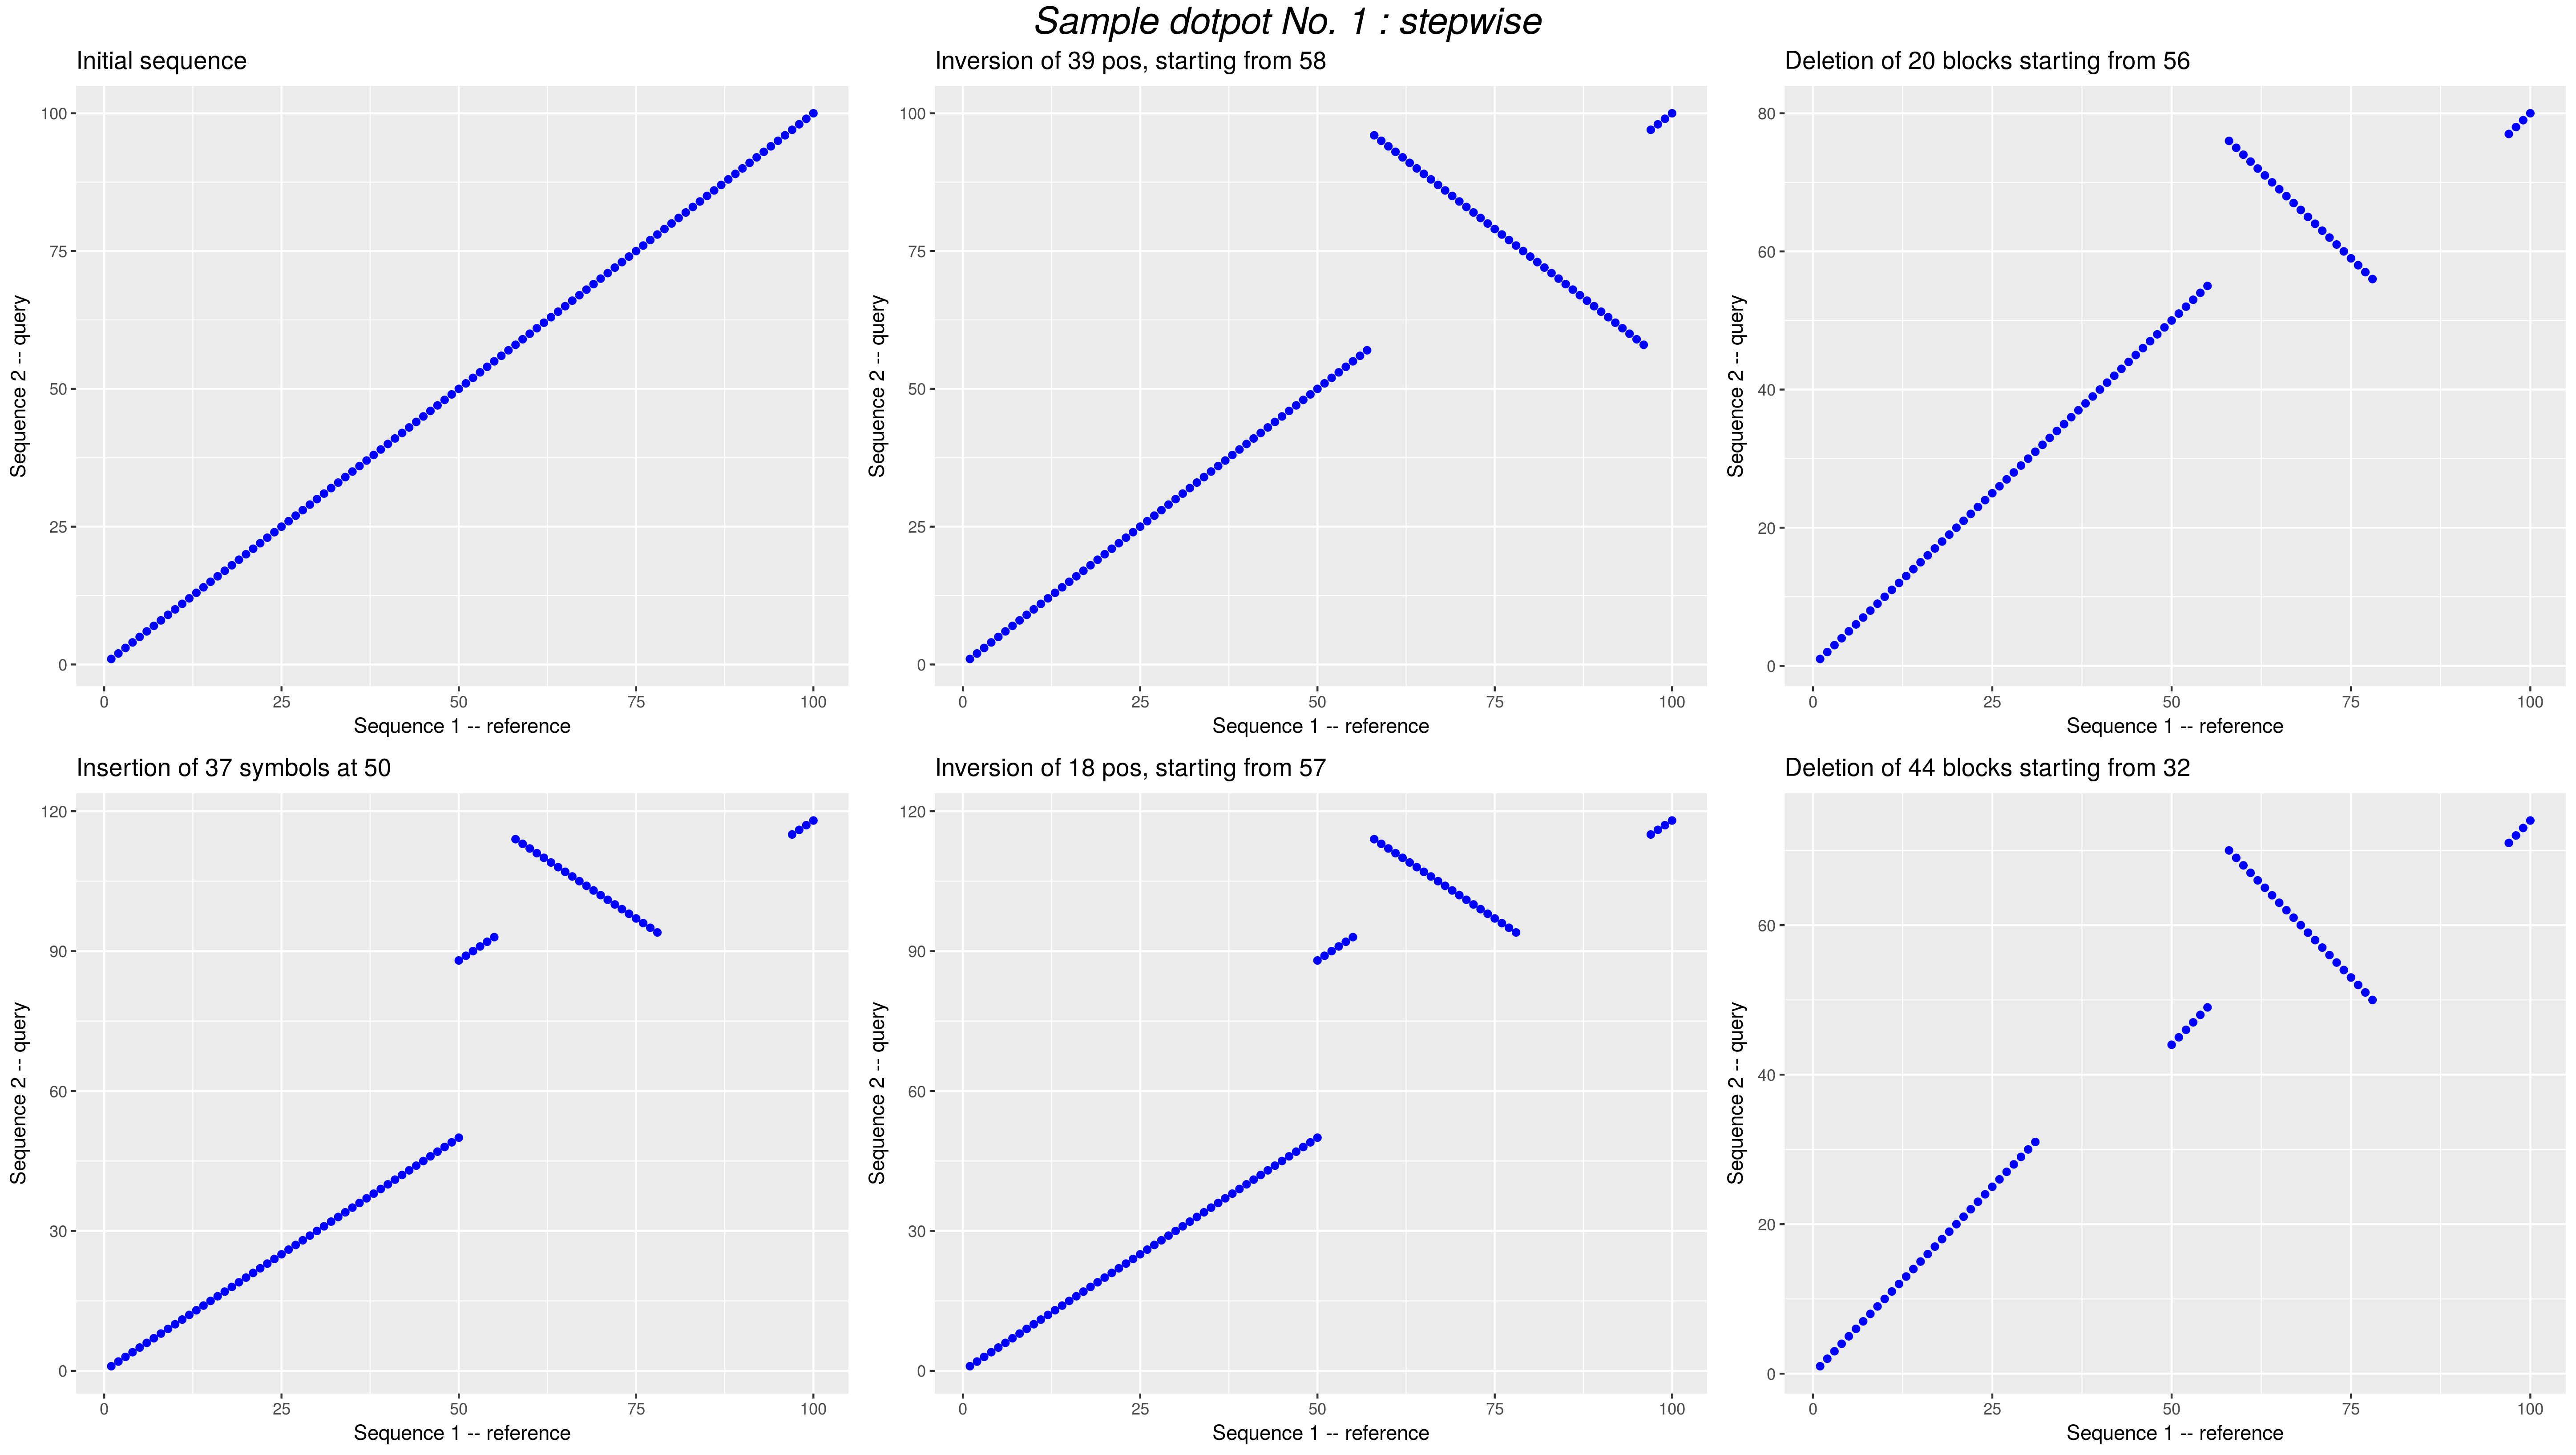 Sample dotpot No. 1 : stepwise
Initial sequence
100
75
50
25
0
0 25 50 75 100
Sequence 2 -- query
Sequence 1 -- reference
Inversion of 39 pos, starting from 58
100
75
50
25
0
0 25 50 75 100
Sequence 2 -- query
Sequence 1 -- reference
Deletion of 20 blocks starting from 56
80
60
40
20
0
0 25 50 75 100
Sequence 2 -- query
Sequence 1 -- reference
Insertion of 37 symbols at 50
120
90
60
30
0
0 25 50 75 100
Sequence 2 -- query
Sequence 1 -- reference
Inversion of 18 pos, starting from 57
120
90
60
30
0
0 25 50 75 100
Sequence 2 -- query
Sequence 1 -- reference
Deletion of 44 blocks starting from 32
60
40
20
0
0 25 50 75 100
Sequence 2 -- query
Sequence 1 -- reference